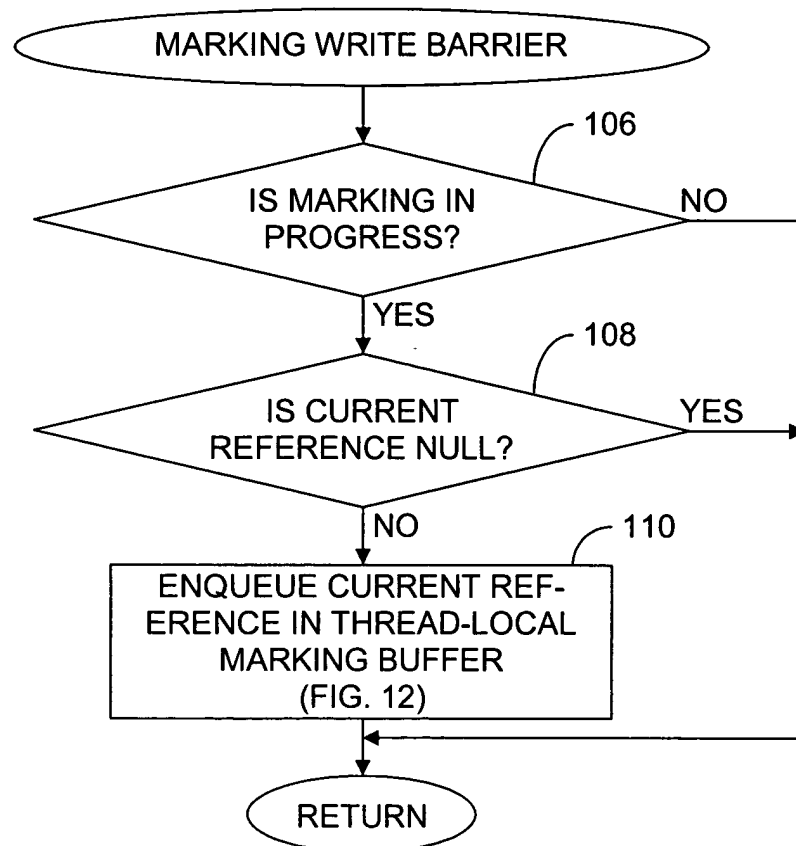 MARKING WRITE BARRIER
106
IS MARKING IN
PROGRESS?
NO
YES
108
IS CURRENT
REFERENCE NULL?
YES
NO
110
ENQUEUE CURRENT REF-
ERENCE IN THREAD-LOCAL
MARKING BUFFER
(FIG. 12)
RETURN